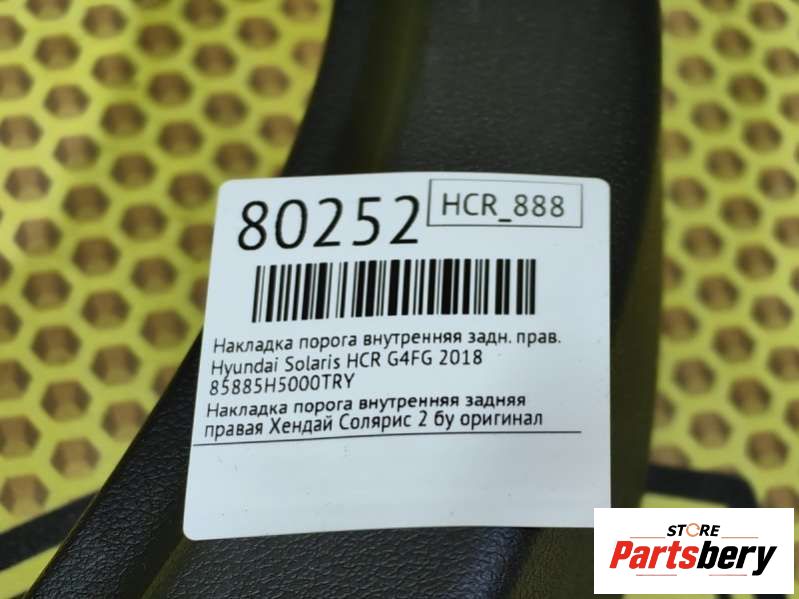 80252
HCR_888
Накладка порога внутренняя задн. прав.
Hyundai Solaris HCR G4FG 2018
85885H5000TRY
Накладка порога внутренняя задняя
правая Хендай Солярис 2 бу оригинал
STORE
Partsbery